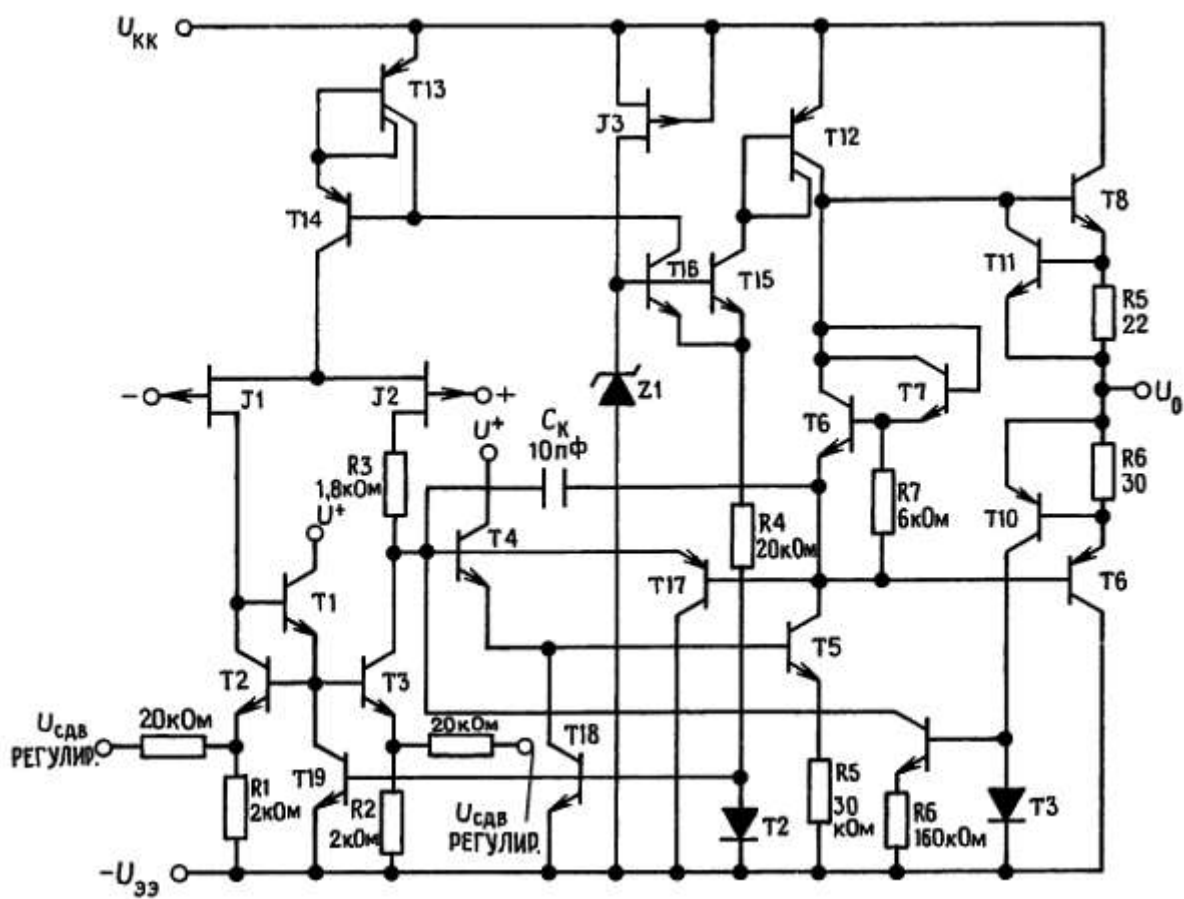 Uкк
T13
J3
T12
T8
T14
T16
T15
T11
R5
22
-
J1
J2
+
Z1
T7
U0
U+
Cк
10пф
T6
R3
1,8кОм
R6
30
U+
R7
6кОм
T4
R4
20кОм
T10
T17
T6
T1
T5
T2
T3
20кОм
20кОм
T18
Uсдв
РЕГУЛИР.
T19
R1
2кОм
R2
2кОм
Uсдв
РЕГУЛИР.
T2
R5
30
кОм
R6
160кОм
T3
-Uээ